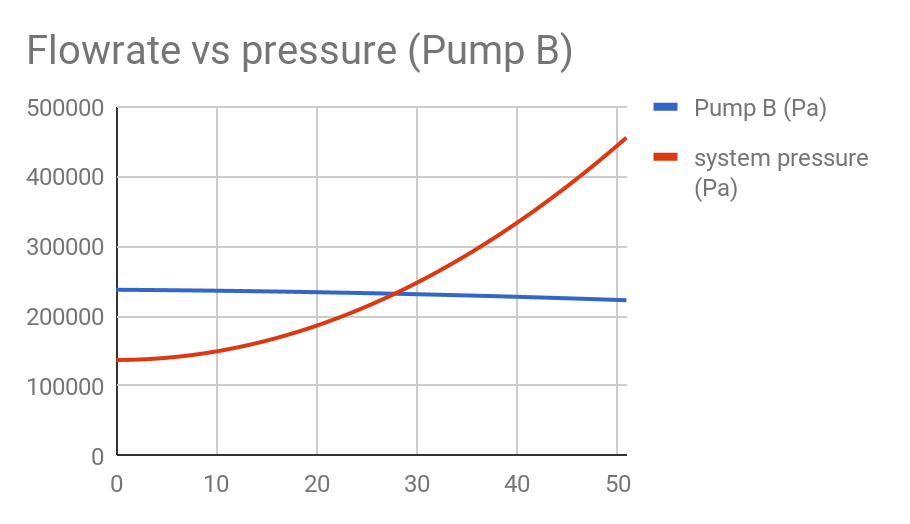 Flowrate vs pressure (Pump B)
500000
400000
300000
200000
100000
0
0 10 20 30 40 50
Pump B (Pa)
system pressure
(Pa)